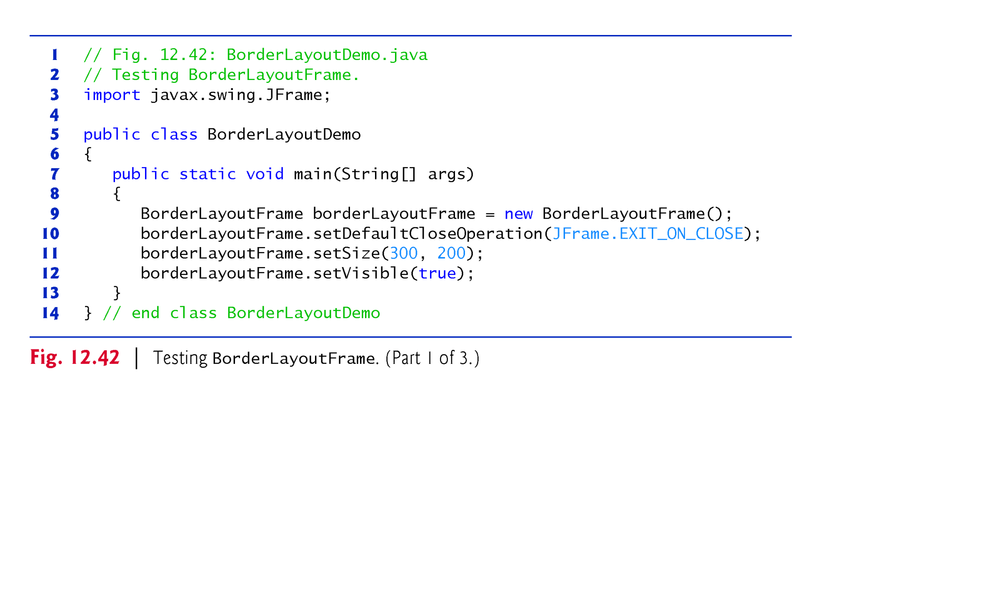 1 // Fig. 12.42: BorderLayoutDemo.java
2 // Testing BorderLayoutFrame.
3 import javax.swing.JFrame;
4
5 public class BorderLayoutDemo
6 {
7    public static void main(String[] args)
8    {
9       BorderLayoutFrame borderLayoutFrame = new BorderLayoutFrame();
10       borderLayoutFrame.setDefaultCloseOperation(JFrame.EXIT_ON_CLOSE);
11       borderLayoutFrame.setSize(300, 200);
12       borderLayoutFrame.setVisible(true);
13    }
14 } // end class BorderLayoutDemo
Fig. 12.42 | Testing BorderLayoutFrame. (Part 1 of 3.)